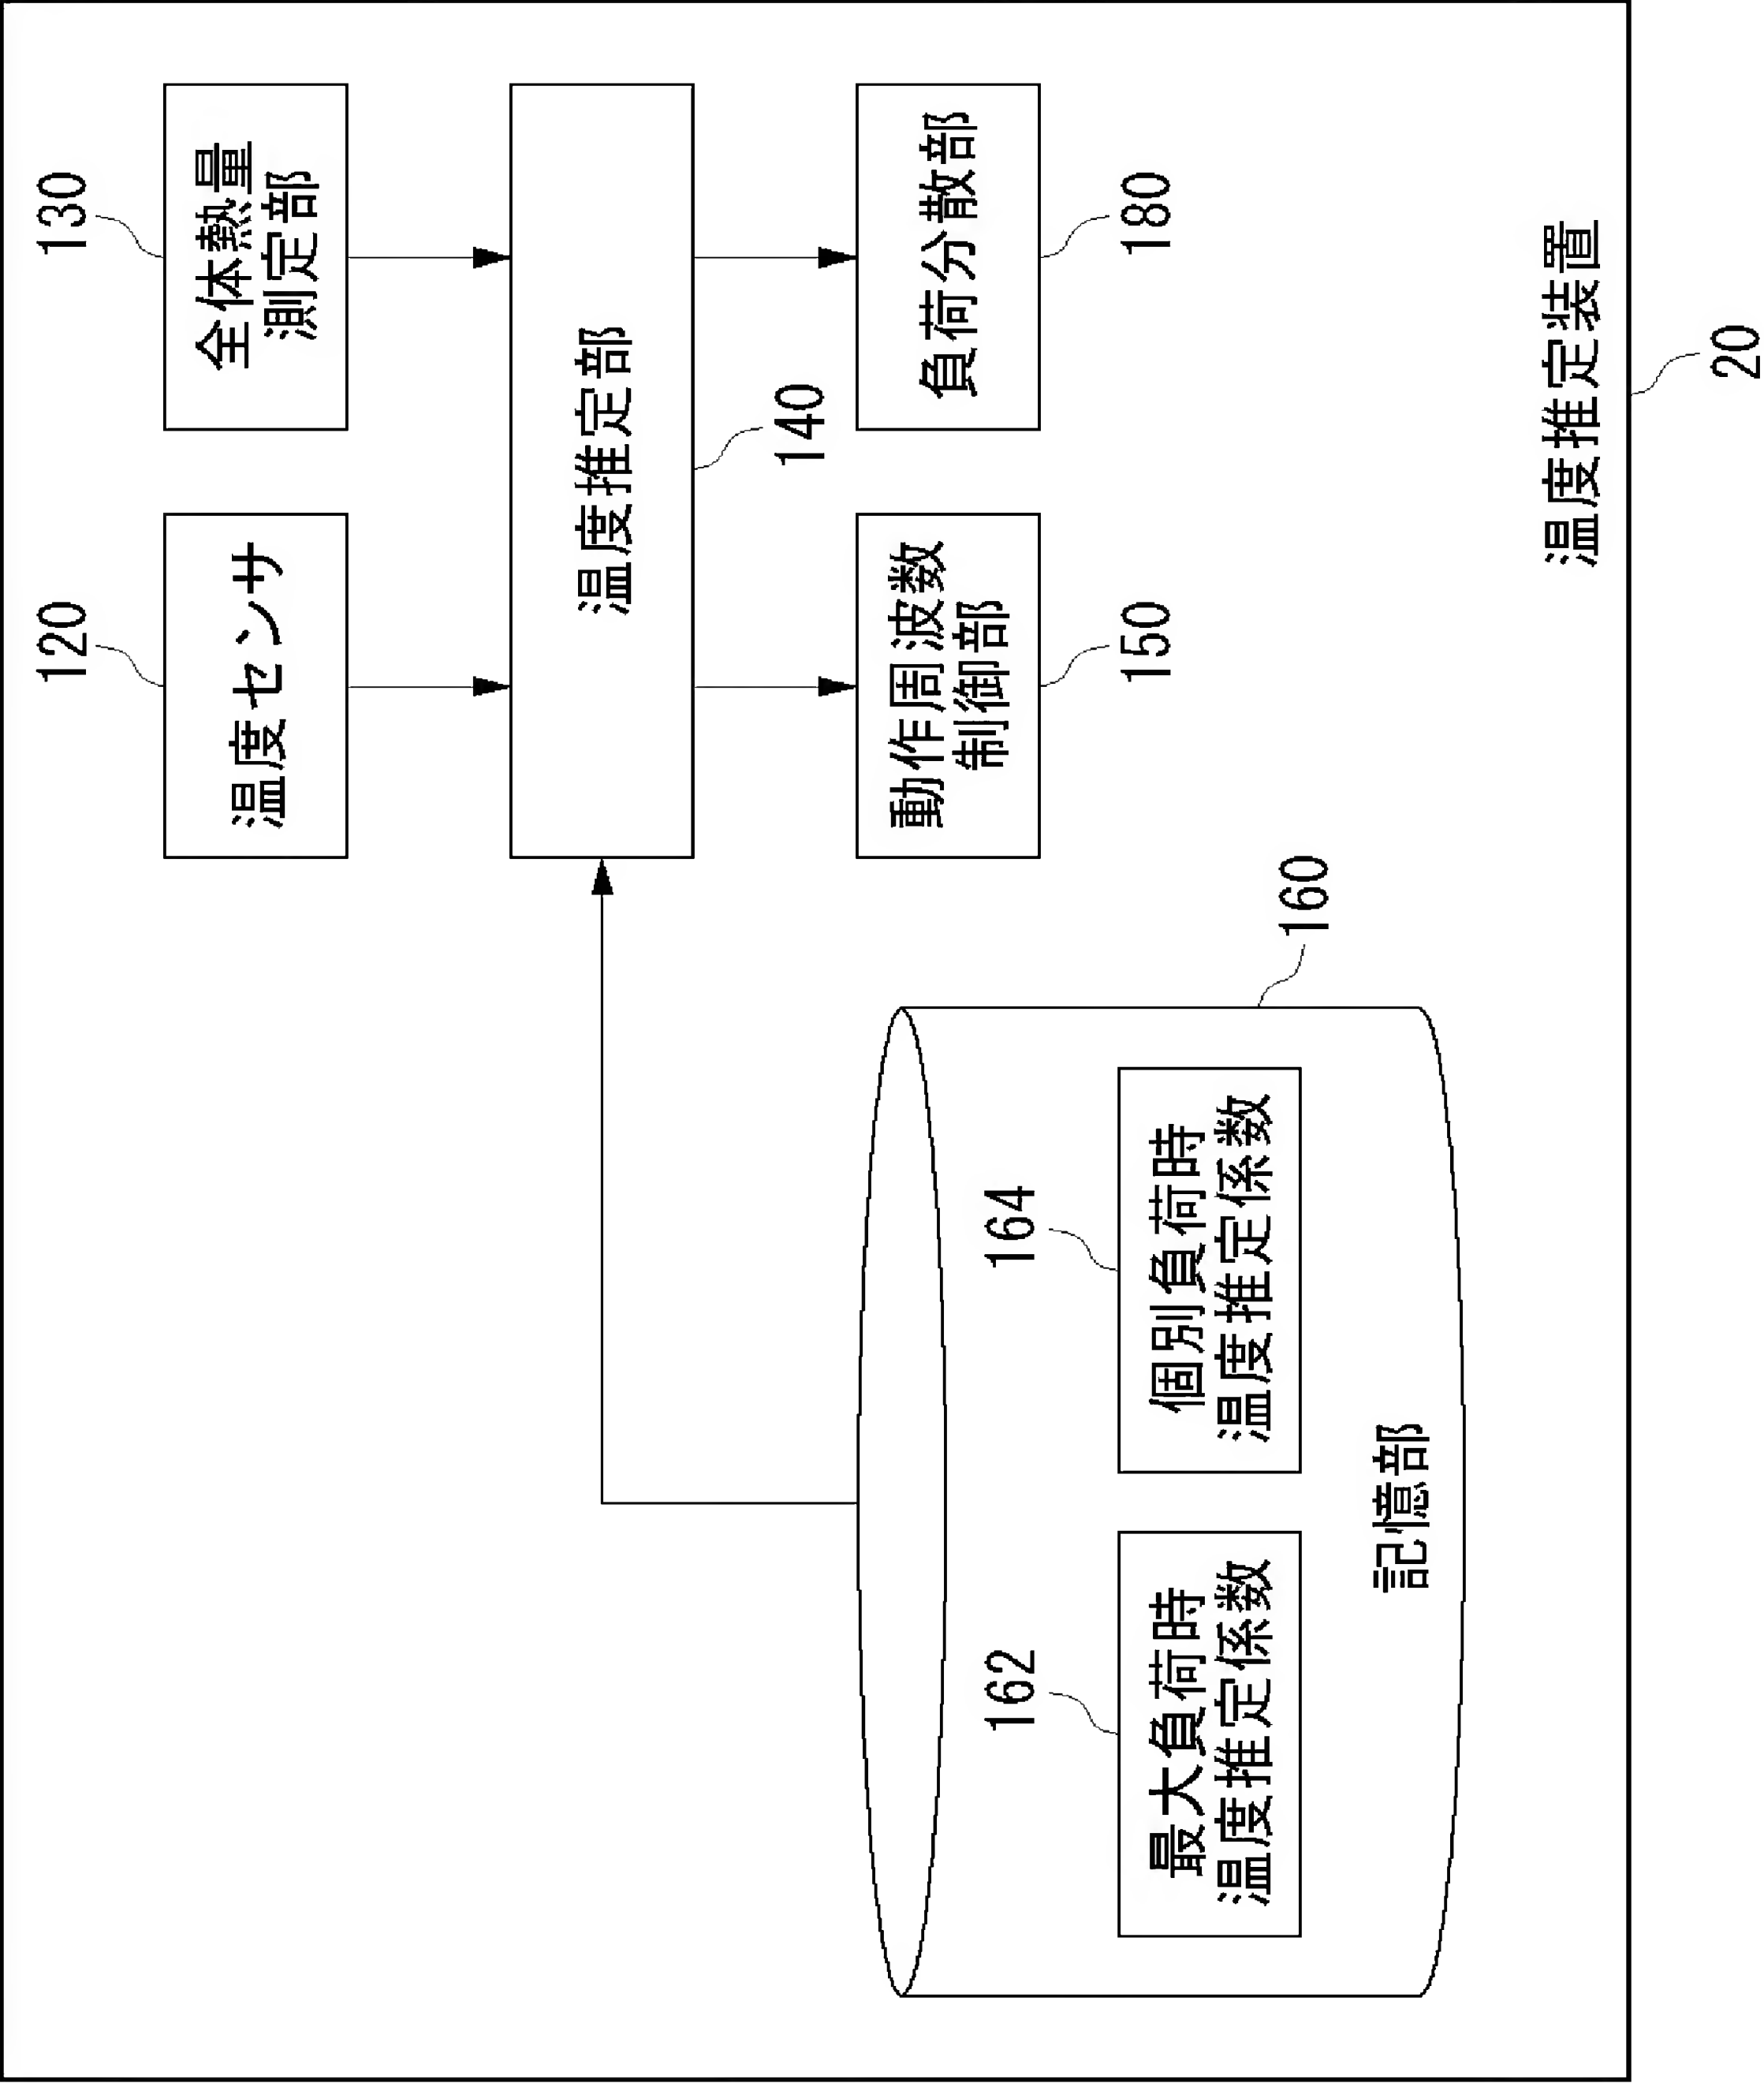 120
温度センサ
130
全体熱量
測定部
温度推定部
140
動作周波数
制御部
150
負荷分散部
180
160
162
最大負荷時
温度推定係数
164
個別負荷時
温度推定係数
記憶部
温度推定装置
20